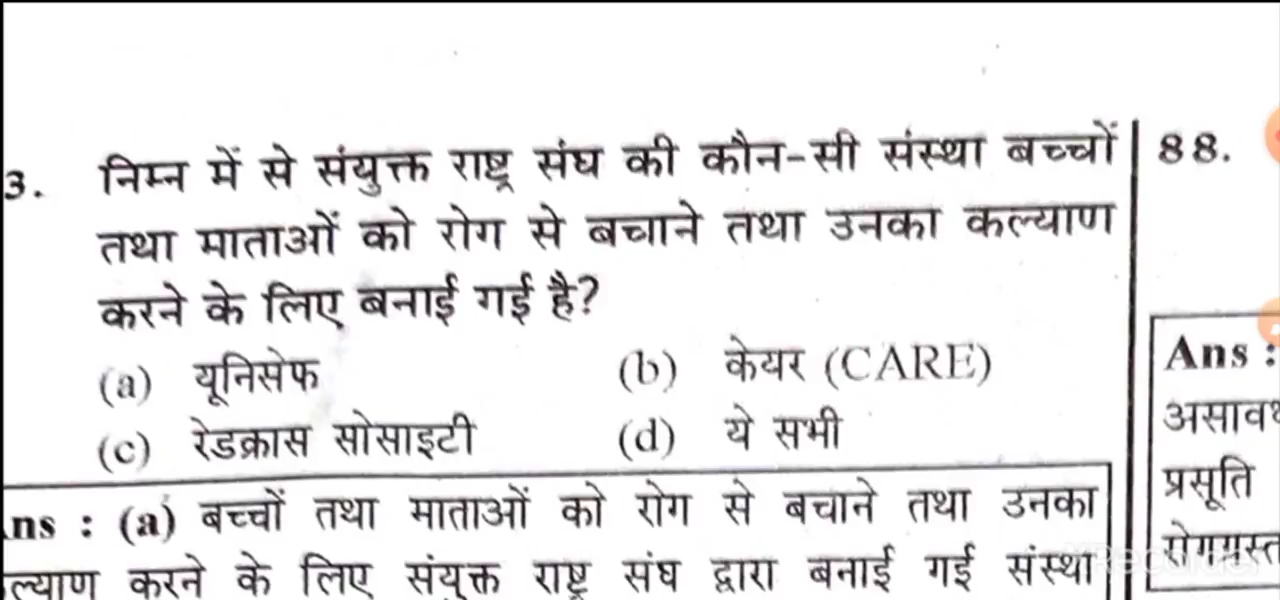 3. निम्न में से संयुक्त राष्ट्र संघ की कौन-सी संस्था बच्चों
तथा माताओं को रोग से बचाने तथा उनका कल्याण
करने के लिए बनाई गई है?
(a) यूनिसेफ (b) केयर (CARE)
(c) रेडक्रास सोसाइटी (d) ये सभी
ns : (a) बच्चों तथा माताओं को रोग से बचाने तथा उनका
ल्याण करने के लिए संयुक्त राष्ट्र संघ द्वारा बनाई गई संस्था
88.
Ans :
प्रसूति